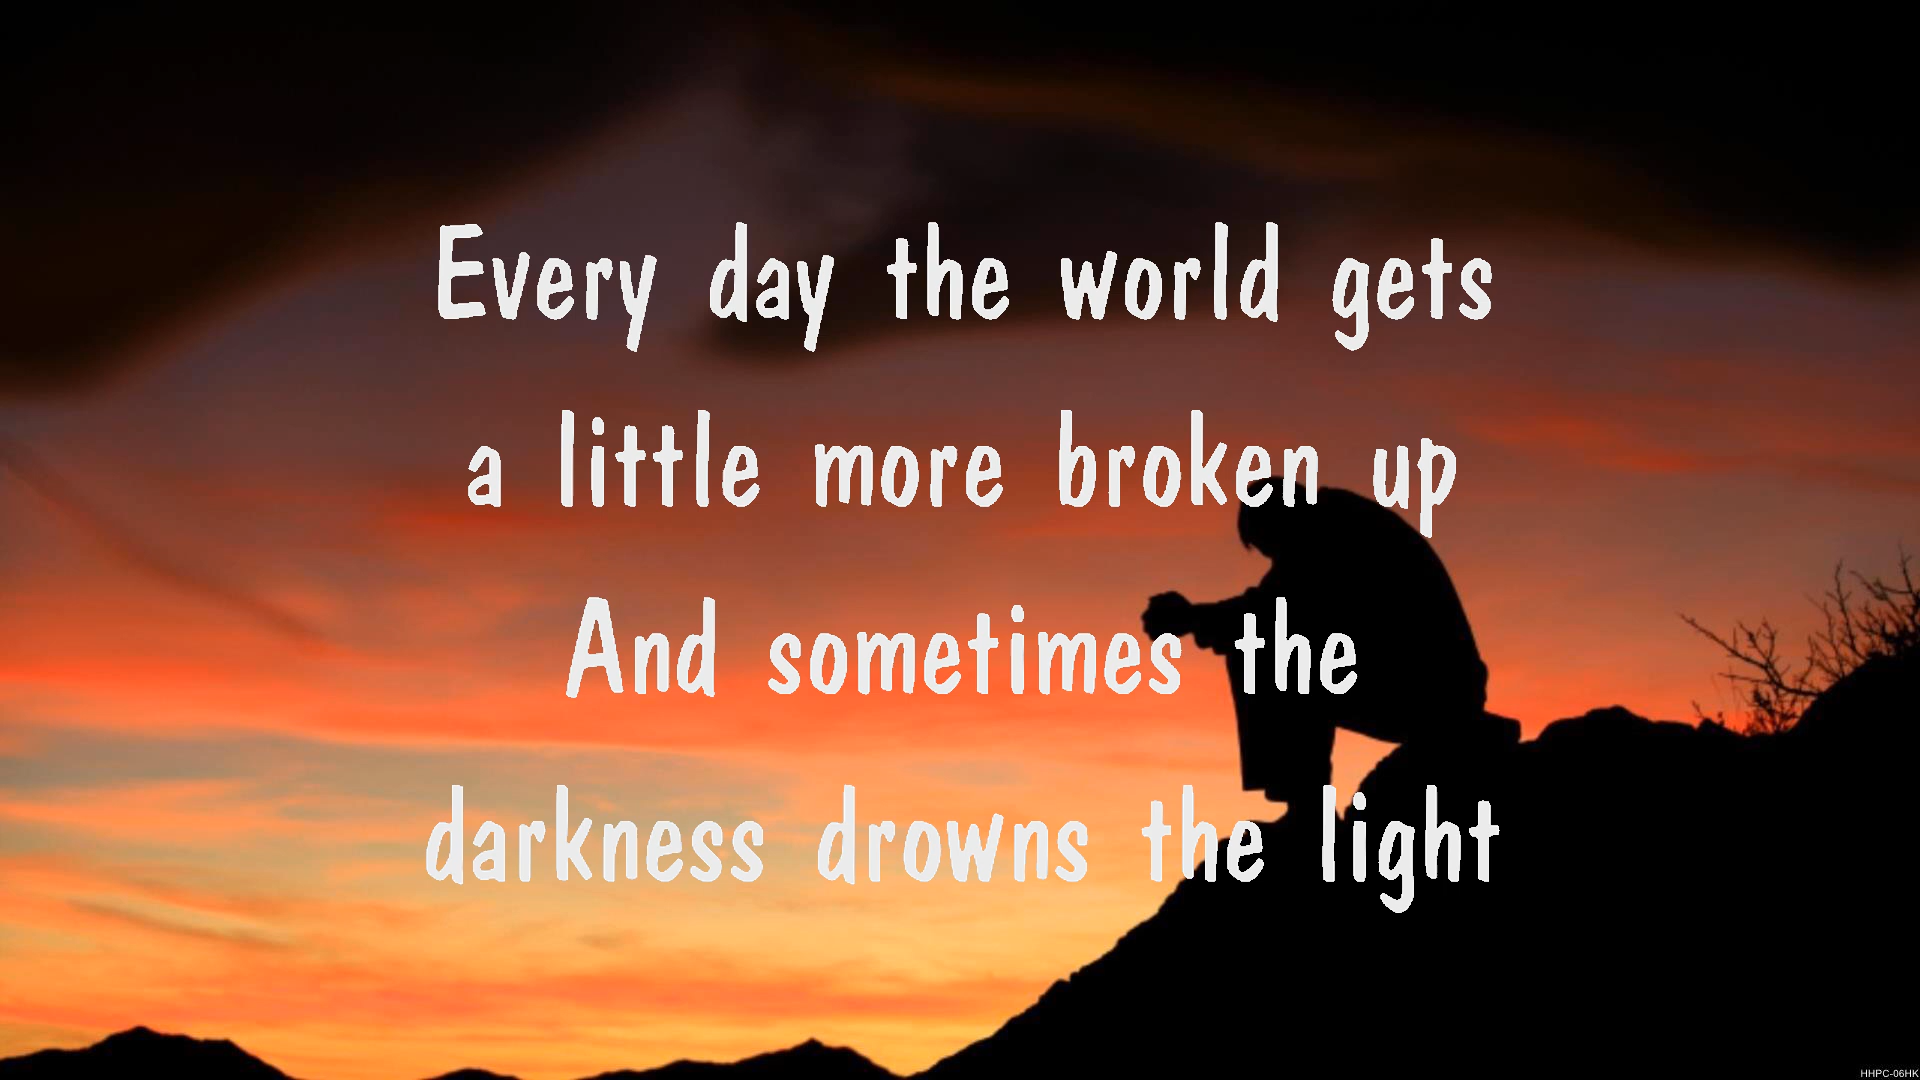 Every day the world gets
a little more broken up
And sometimes the
darkness drowns the light
HHPC-06HK